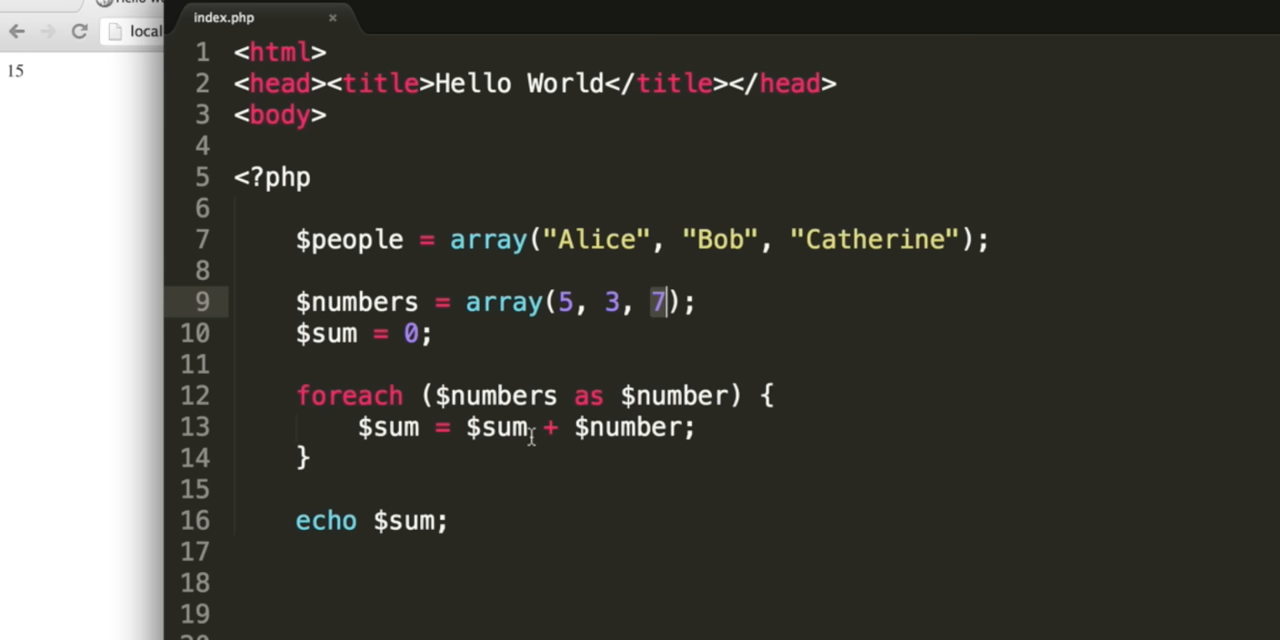 index.php ×
local
15
1 <html>
2 <head><title>Hello World</title></head>
3 <body>
4
5 <?php
6
7 $people = array("Alice", "Bob", "Catherine");
8
9 $numbers = array(5, 3, 7);
10 $sum = 0;
11
12 foreach ($numbers as $number) {
13 $sum = $sum + $number;
14 }
15
16 echo $sum;
17
18
19